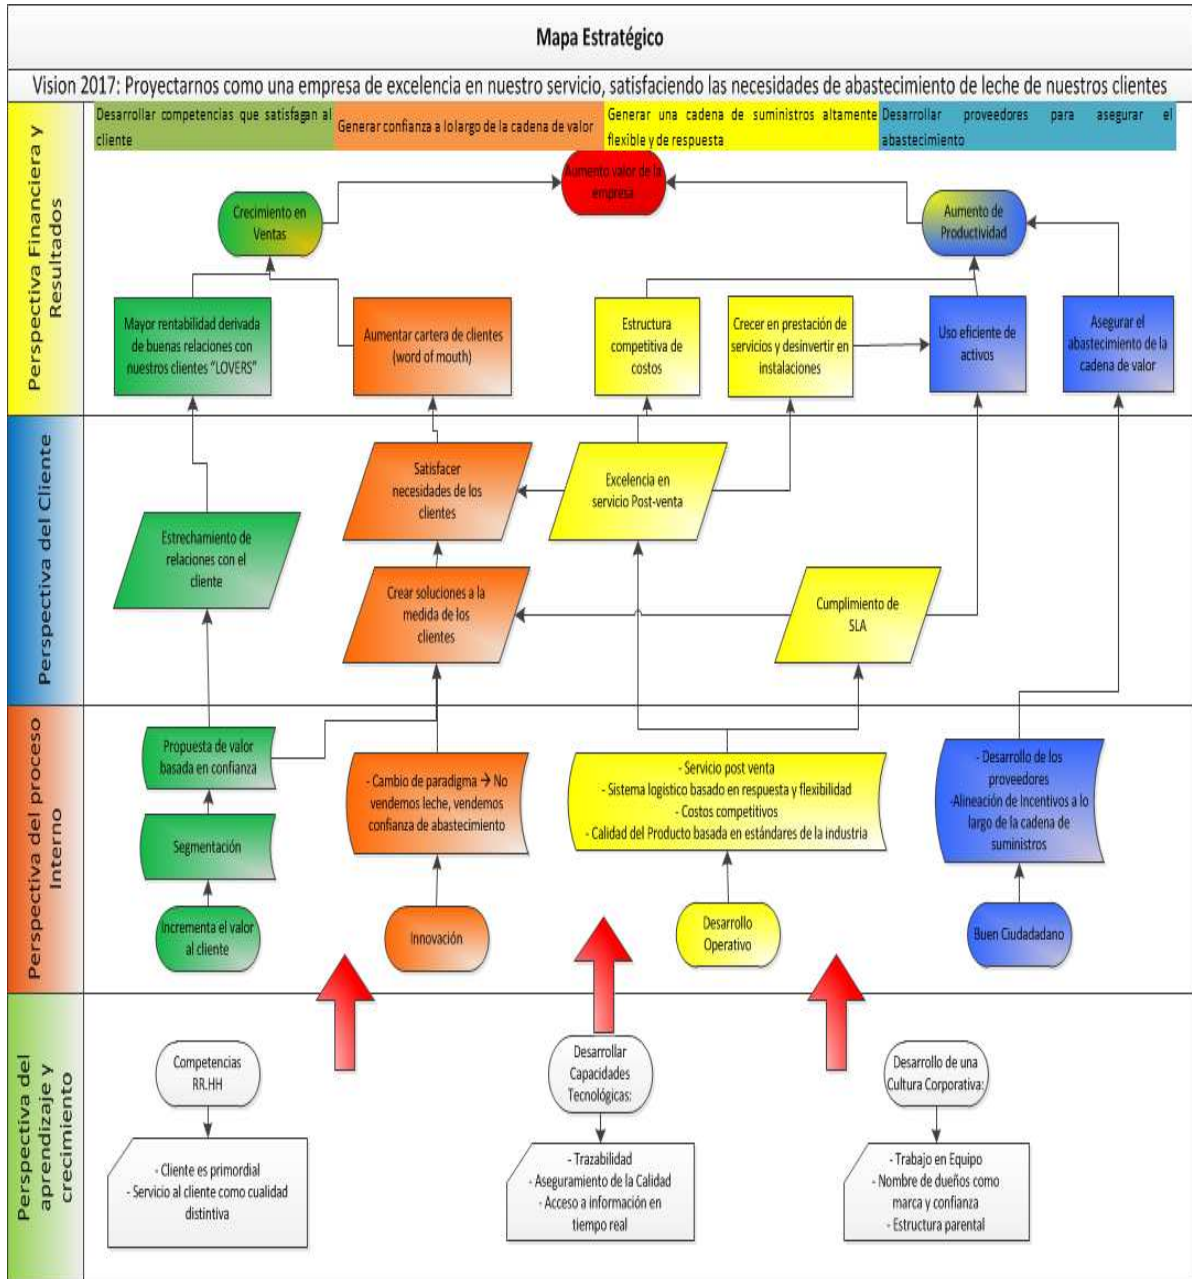 Mapa Estratégico
Vision 2017: Proyectarnos como una empresa de excelencia en nuestro servicio, satisfaciendo las necesidades de abastecimiento de leche de nuestros clientes
Perspectiva Financiera y
Resultados
Desarrollar competencias que satisfagan al
cliente
Generar confianza a lo largo de la cadena de valor
Generar una cadena de suministros altamente
flexible y de respuesta
Desarrollar proveedores para asegurar el
abastecimiento
Aumento valor de la
empresa
Crecimiento en
Ventas
Aumento de
Productividad
Mayor rentabilidad derivada
de buenas relaciones con
nuestros clientes "LOVERS"
Aumentar cartera de clientes
(word of mouth)
Estructura
competitiva de
costos
Crecer en prestación de
servicios y desinvertir en
instalaciones
Uso eficiente de
activos
Asegurar el
abastecimiento de la
cadena de valor
Perspectiva del Cliente
Satisfacer
necesidades de los
clientes
Excelencia en
servicio Post-venta
Estrechamiento de
relaciones con el
cliente
Crear soluciones a la
medida de los
clientes
Cumplimiento de
SLA
Perspectiva del proceso
Interno
Propuesta de valor
basada en confianza
- Cambio de paradigma → No
vendemos leche, vendemos
confianza de abastecimiento
- Servicio post venta
- Sistema logístico basado en respuesta y flexibilidad
- Costos competitivos
- Calidad del Producto basada en estándares de la industria
- Desarrollo de los
proveedores
-Alineación de Incentivos a lo
largo de la cadena de
suministros
Segmentación
Incrementa el valor
al cliente
Innovación
Desarrollo
Operativo
Buen Ciudadadano
Perspectiva del
aprendizaje y
crecimiento
Competencias
RR.HH
Desarrollar
Capacidades
Tecnológicas:
Desarrollo de una
Cultura Corporativa:
- Cliente es primordial
- Servicio al cliente como cualidad
distintiva
- Trazabilidad
- Aseguramiento de la Calidad
- Acceso a información en
tiempo real
- Trabajo en Equipo
- Nombre de dueños como
marca y confianza
- Estructura parental